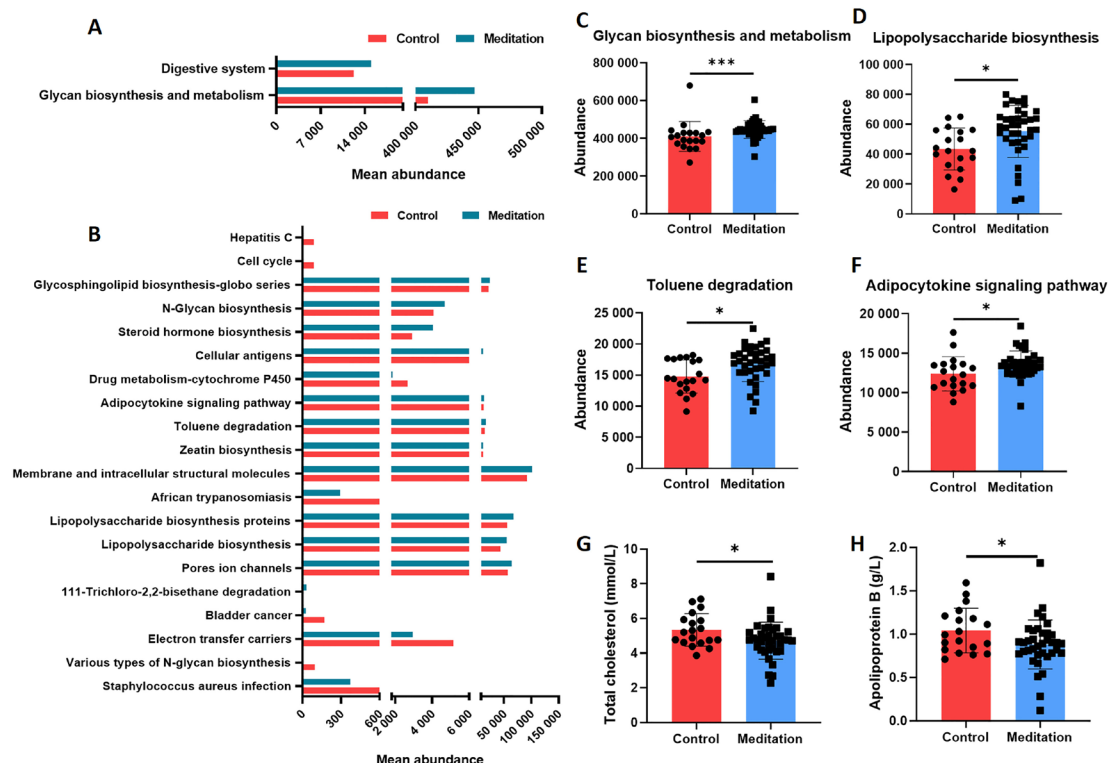 A
Control Meditation
Digestive system
Glycan biosynthesis and metabolism
0 7 000 14 000 400 000 450 000 500 000
Mean abundance
B
Control Meditation
Hepatitis C
Cell cycle
Glycosphingolipid biosynthesis-globo series
N-Glycan biosynthesis
Steroid hormone biosynthesis
Cellular antigens
Drug metabolism-cytochrome P450
Adipocytokine signaling pathway
Toluene degradation
Zeatin biosynthesis
Membrane and intracellular structural molecules
African trypanosomiasis
Lipopolysaccharide biosynthesis proteins
Lipopolysaccharide biosynthesis
Pores ion channels
111-Trichloro-2,2-bisethane degradation
Bladder cancer
Electron transfer carriers
Various types of N-glycan biosynthesis
Staphylococcus aureus infection
0 300 600 2 000 4 000 6 000 50 000 100 000 150 000
Mean abundance
C
Glycan biosynthesis and metabolism
***
Abundance
800 000
600 000
400 000
200 000
0
Control Meditation
D
Lipopolysaccharide biosynthesis
*
Abundance
100 000
80 000
60 000
40 000
20 000
0
Control Meditation
E
Toluene degradation
*
Abundance
25 000
20 000
15 000
10 000
5 000
0
Control Meditation
F
Adipocytokine signaling pathway
*
Abundance
20 000
15 000
10 000
5 000
0
Control Meditation
G
*
Total cholesterol (mmol/L)
10
8
6
4
2
0
Control Meditation
H
*
Apolipoprotein B (g/L)
2.0
1.5
1.0
0.5
0.0
Control Meditation